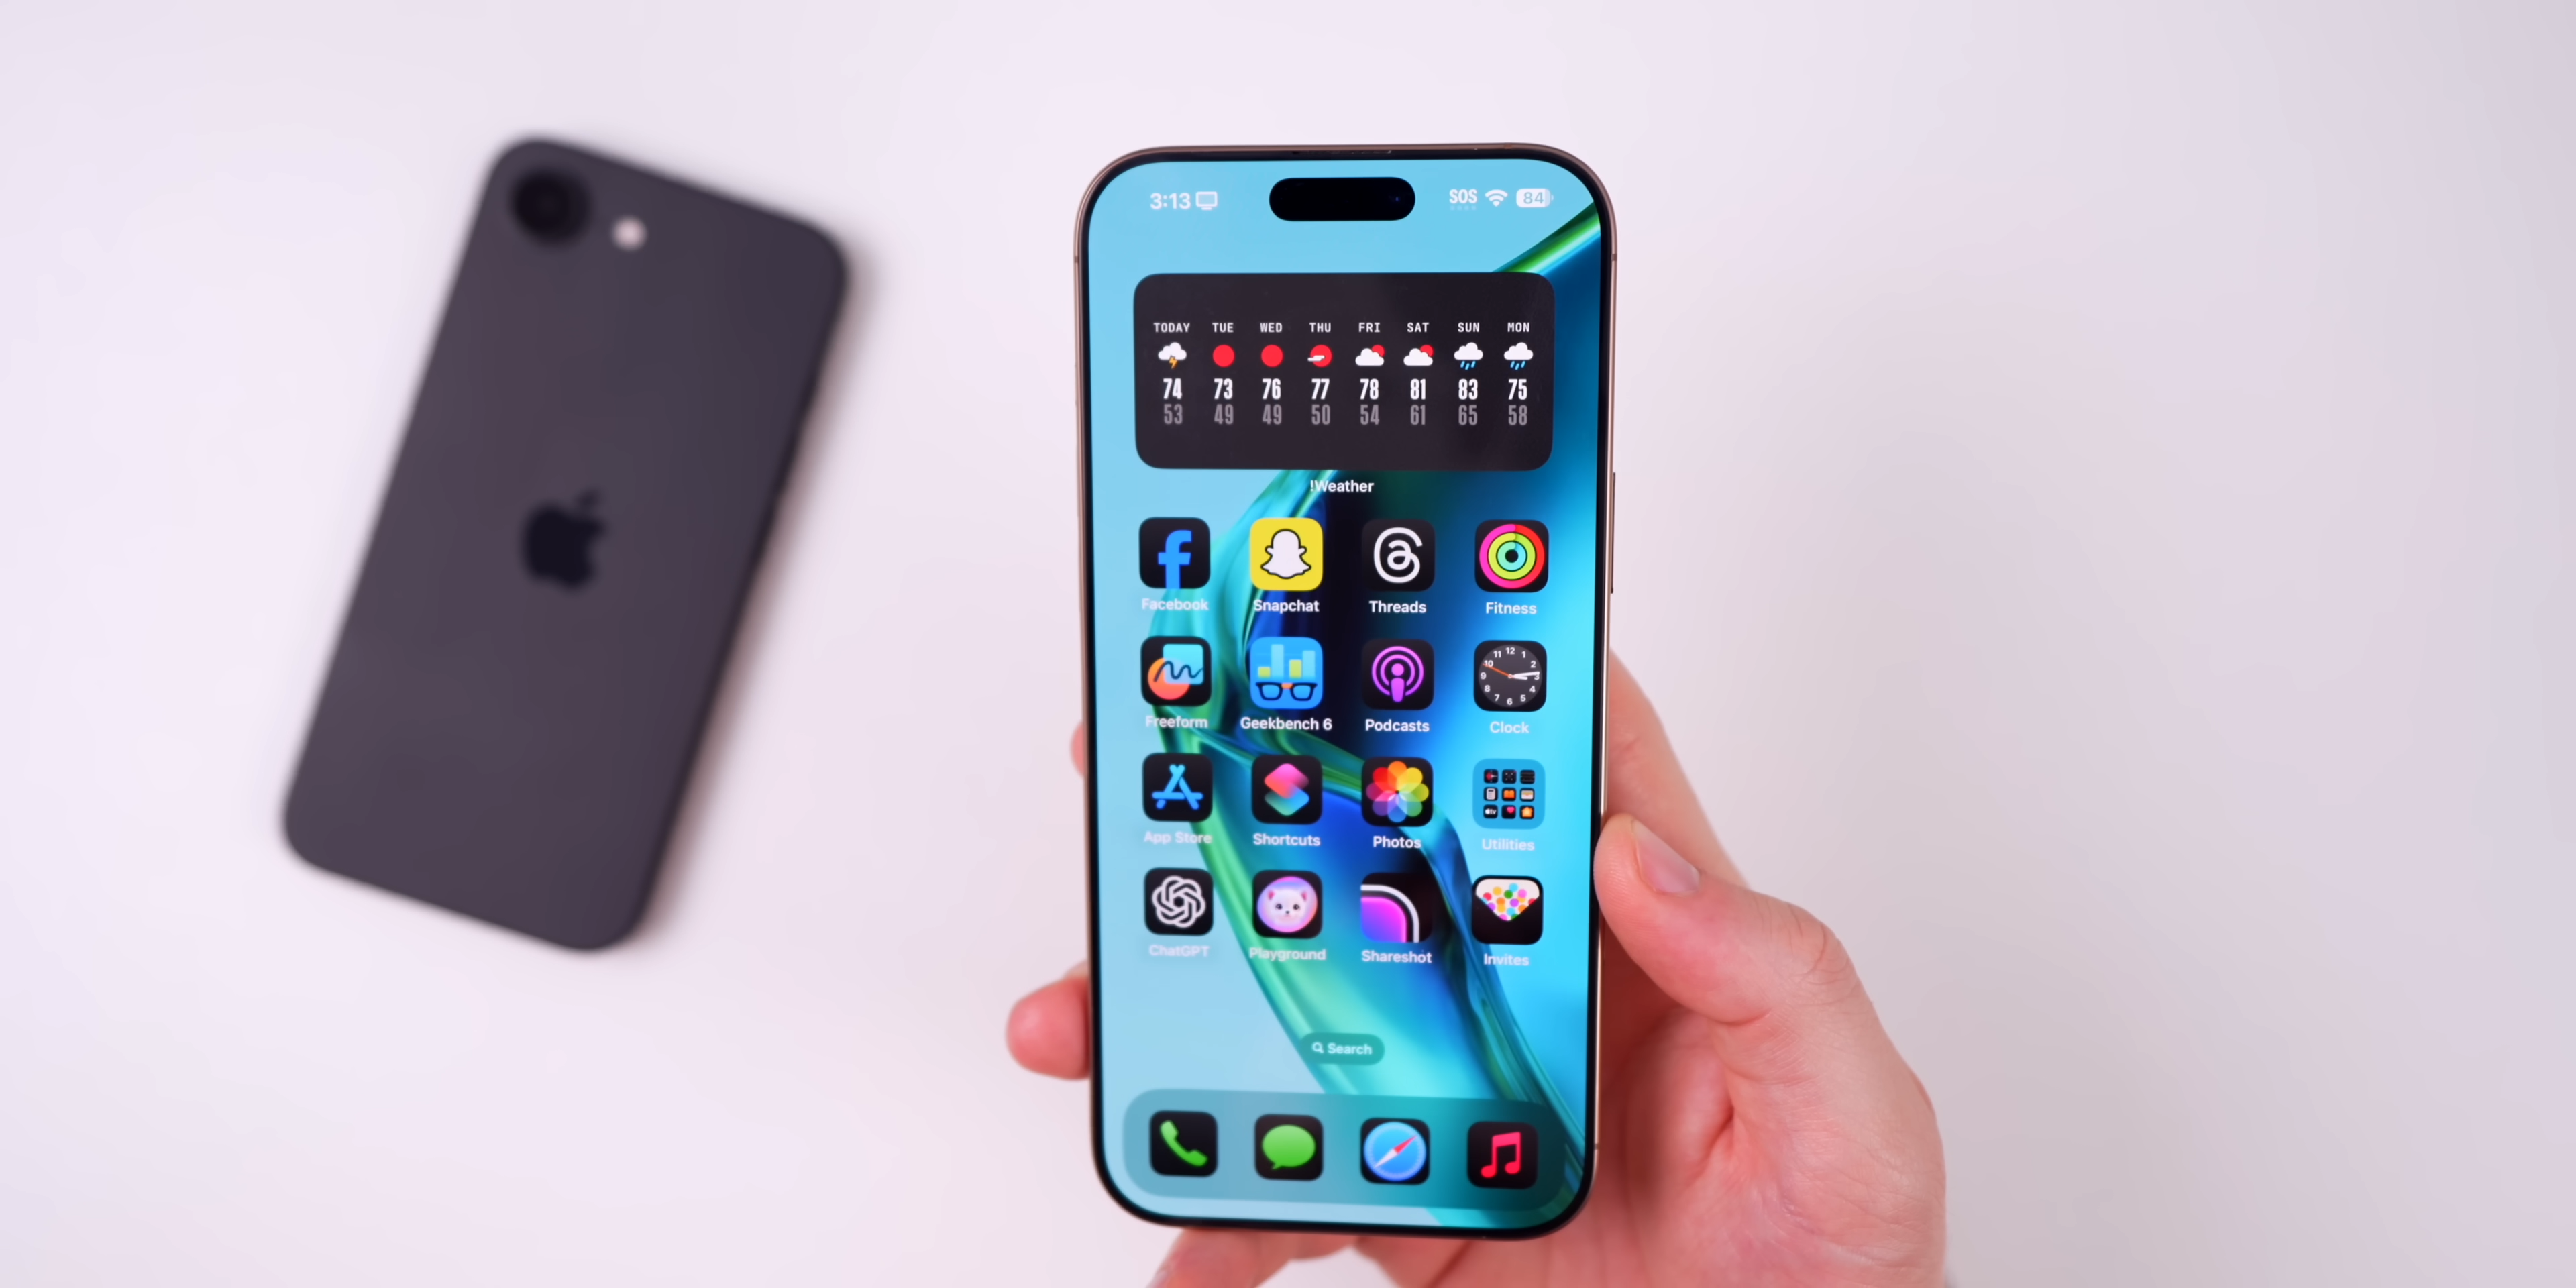 3:13 SOS 84
TODAY TUE WED THU FRI SAT SUN MON
74 73 76 77 78 81 83 75
53 49 49 50 54 61 65 58
!Weather
Facebook Snapchat Threads Fitness
Freeform Geekbench 6 Podcasts Clock
App Store Shortcuts Photos Utilities
ChatGPT Playground Shareshot Invites
Search